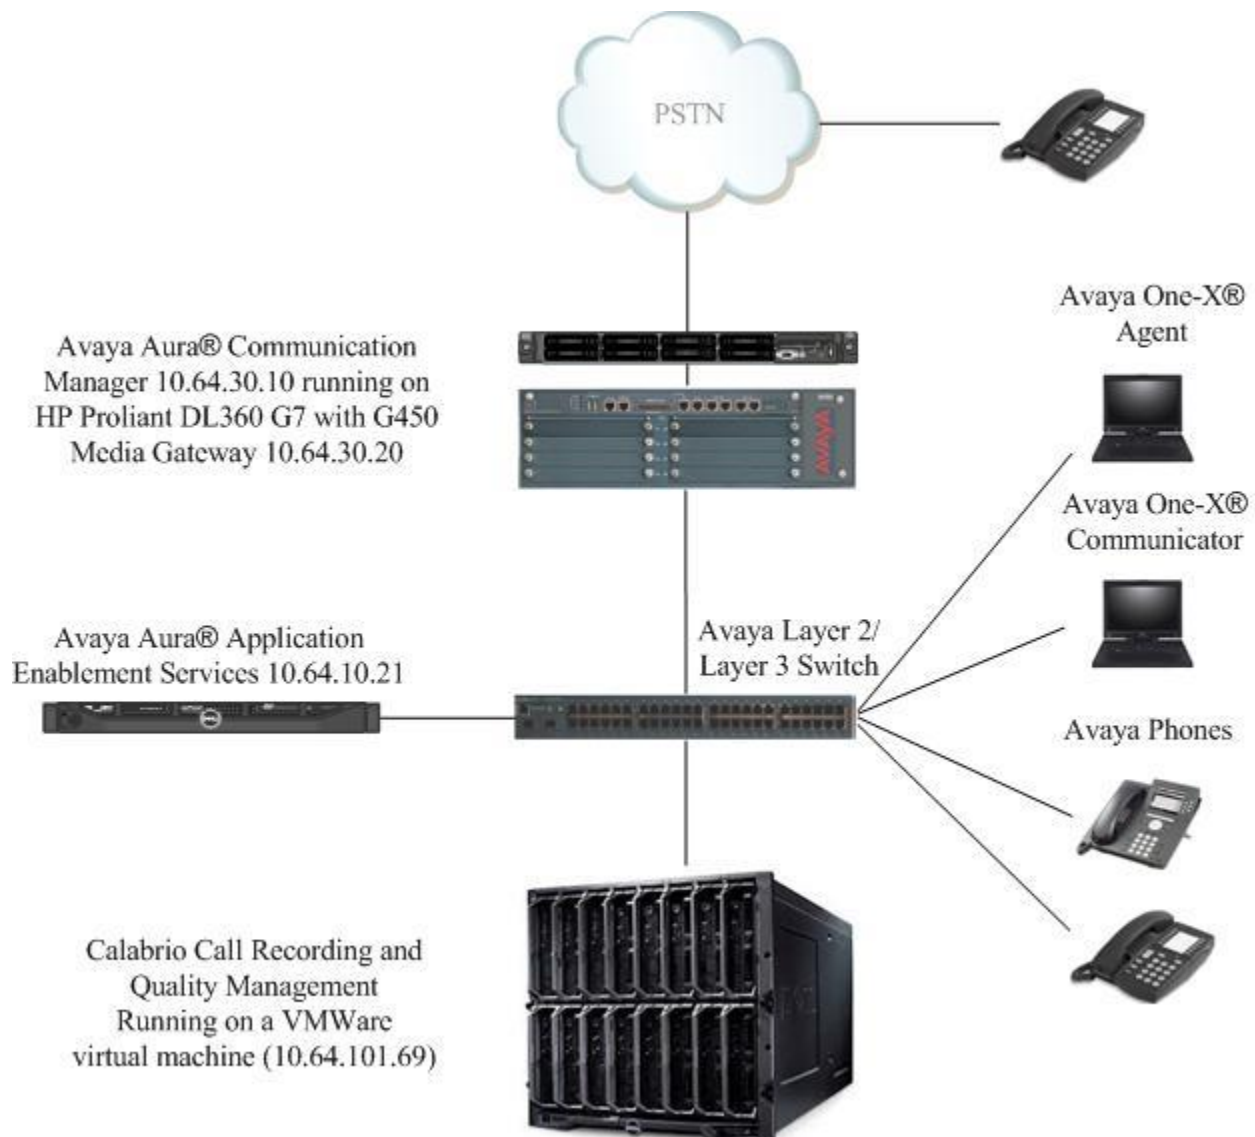 PSTN
Avaya One-X®
Agent
Avaya Aura® Communication
Manager 10.64.30.10 running on
HP Proliant DL360 G7 with G450
Media Gateway 10.64.30.20
AVAYA
Avaya One-X®
Communicator
Avaya Aura® Application
Enablement Services 10.64.10.21
Avaya Layer 2/
Layer 3 Switch
DELL
Avaya Phones
Calabrio Call Recording and
Quality Management
Running on a VMWare
virtual machine (10.64.101.69)